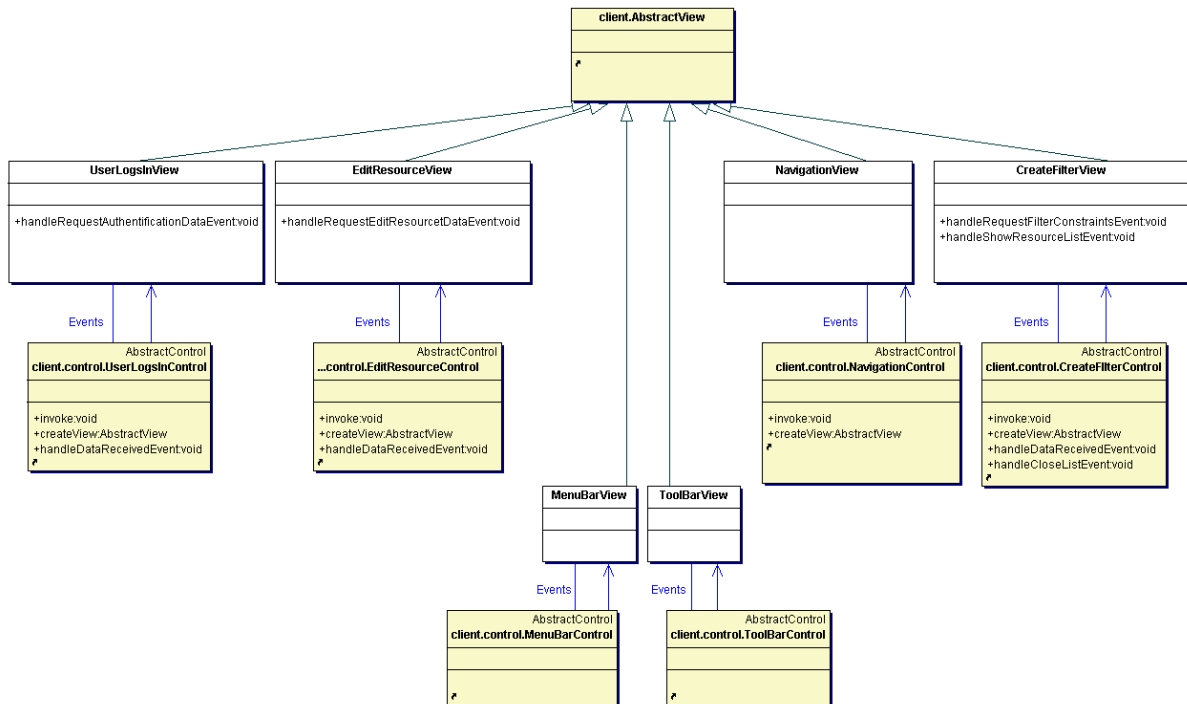 client.AbstractView
UserLogsInView
+handleRequestAuthentificationDataEvent:void
EditResourceView
+handleRequestEditResourcetDataEvent:void
NavigationView
CreateFilterView
+handleRequestFilterConstraintsEvent:void
+handleShowResourceListEvent:void
Events
Events
Events
Events
AbstractControl
client.control.UserLogsInControl
+invoke:void
+createView:AbstractView
+handleDataReceivedEvent:void
AbstractControl
...control.EditResourceControl
+invoke:void
+createView:AbstractView
+handleDataReceivedEvent:void
AbstractControl
client.control.NavigationControl
+invoke:void
+createView:AbstractView
AbstractControl
client.control.CreateFIlterControl
+invoke:void
+createView:AbstractView
+handleDataReceivedEvent:void
+handleCloseListEvent:void
MenuBarView
ToolBarView
Events
Events
AbstractControl
client.control.MenuBarControl
AbstractControl
client.control.ToolBarControl